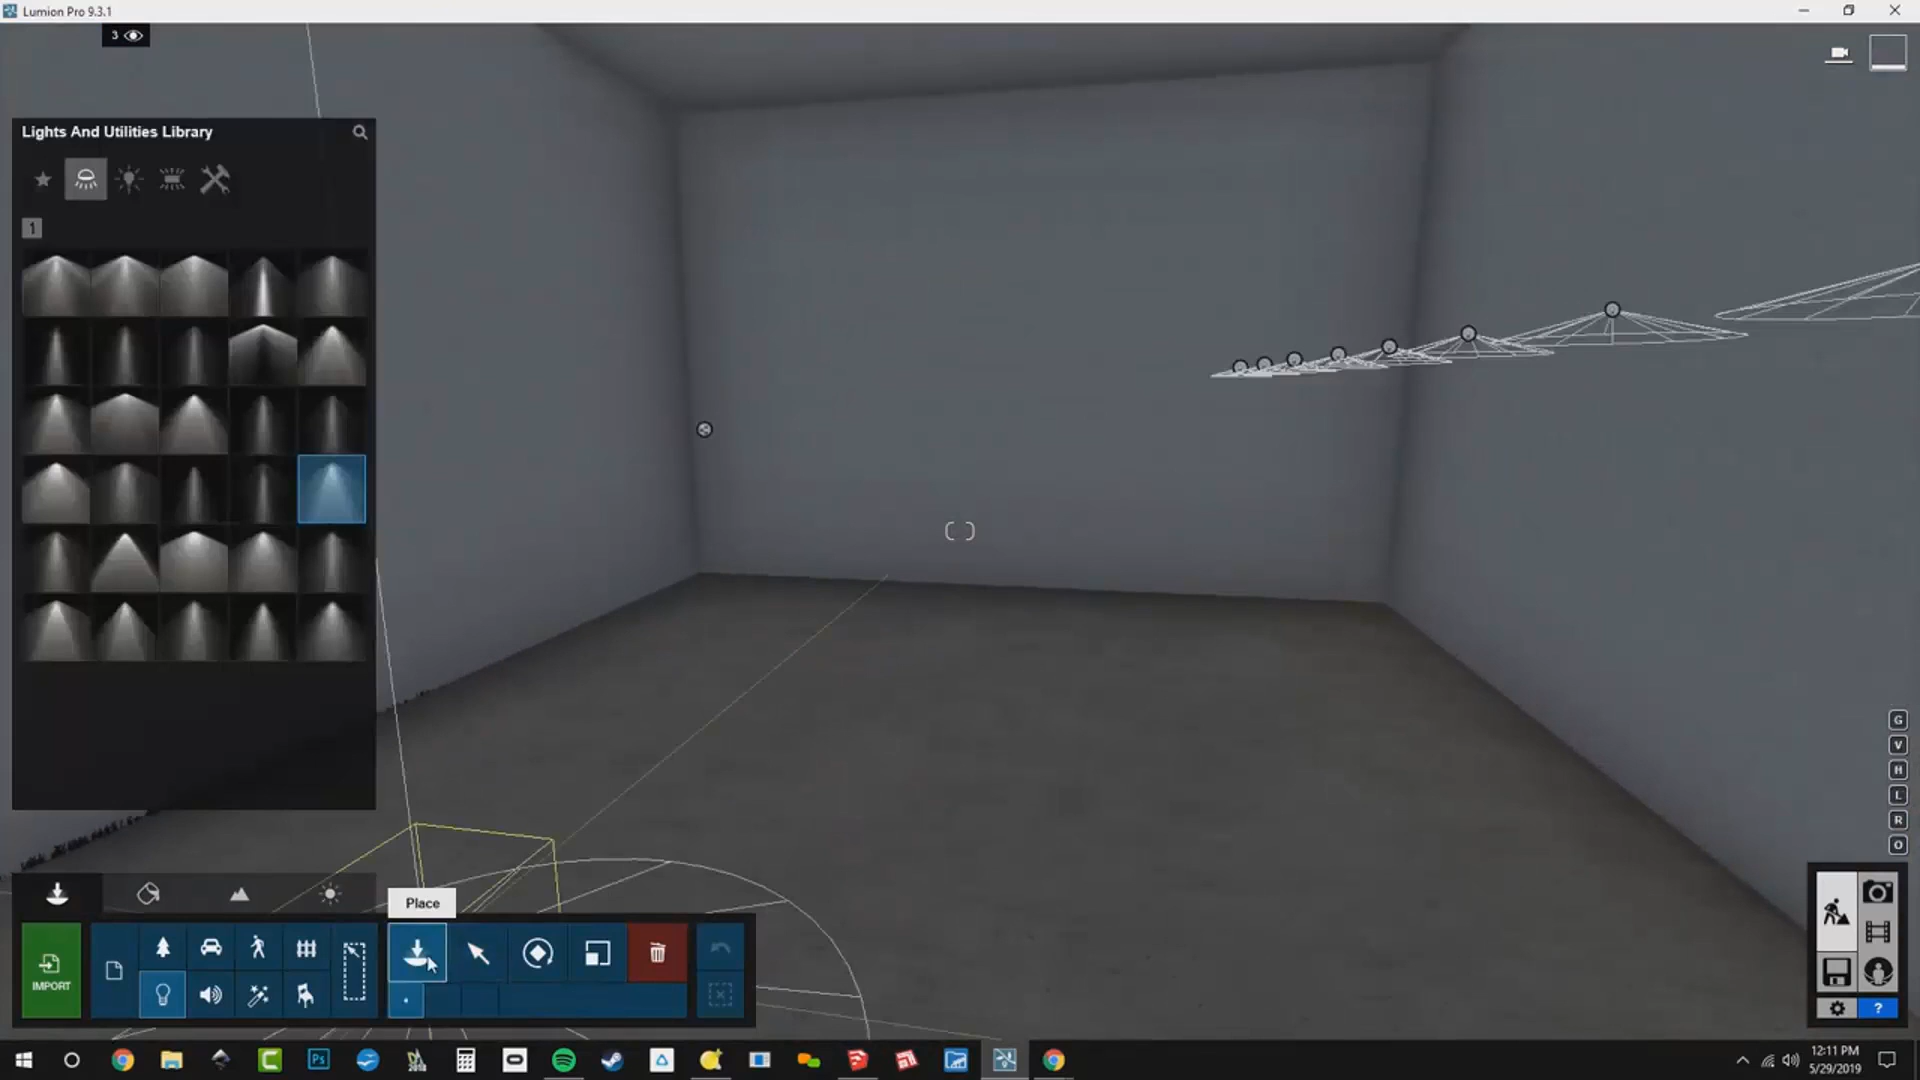 Lumion Pro 9.3.1
3
Lights And Utilities Library
1
G
V
H
L
R
O
Place
IMPORT
?
Ps
12:11 PM
5/29/2019